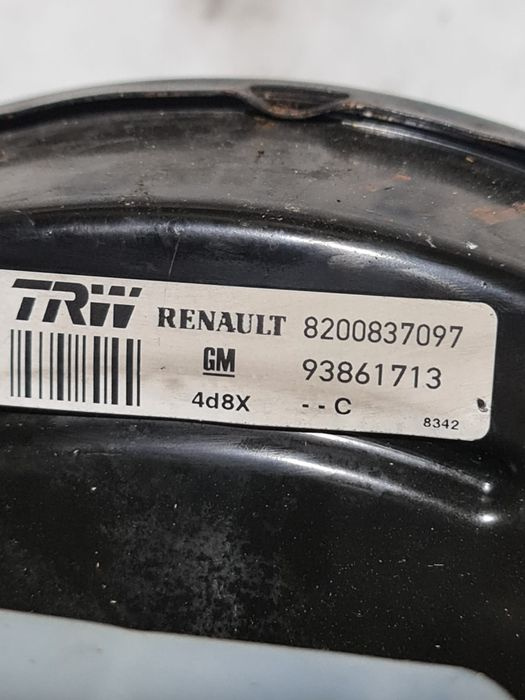 TRW RENAULT 8200837097
GM 93861713
4d8X --C 8342